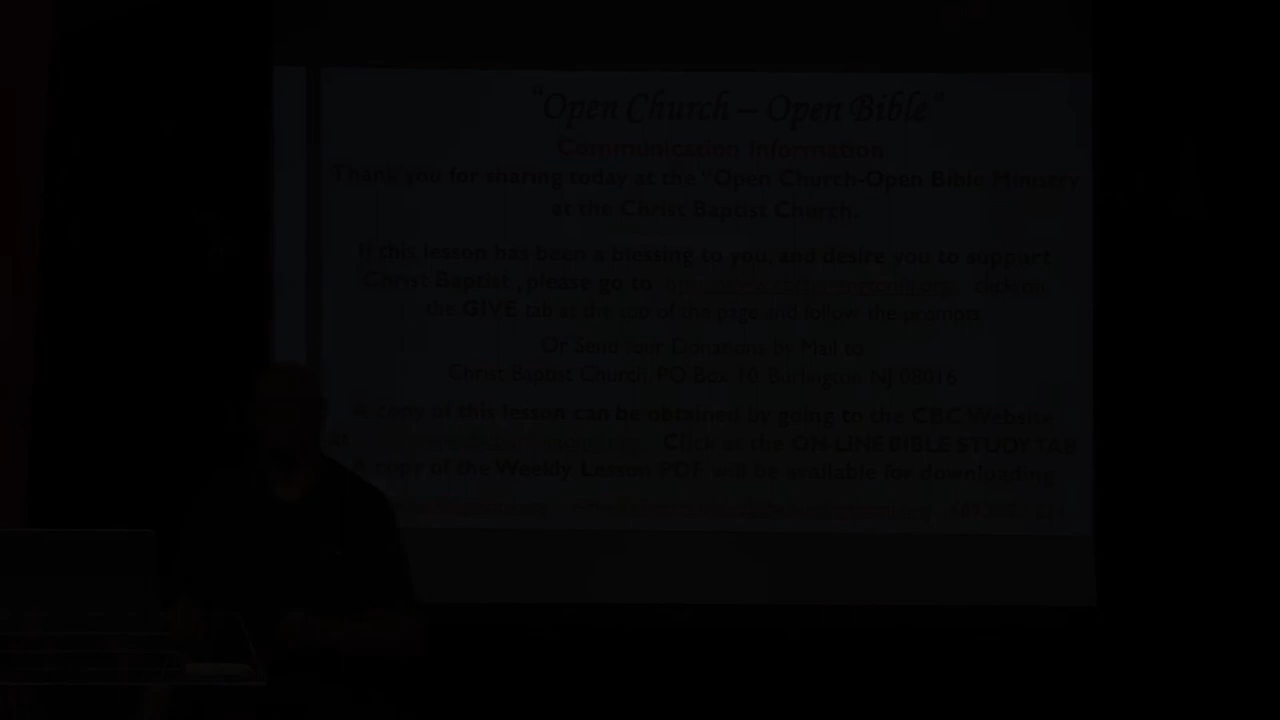 "Open Church – Open Bible"
Communication Information
Thank you for sharing today at the "Open Church-Open Bible Ministry
at the Christ Baptist Church.
If this lesson has been a blessing to you, and desire you to support
Christ Baptist, please go to click on
the GIVE tab at the top of the page and follow the prompts
Or Send Your Donations by Mail to
Christ Baptist Church PO Box 10 Burlington NJ 08016
A copy of this lesson can be obtained by going to the CBC Website
at Click at the ON-LINE BIBLE STUDY TAB
A copy of the Weekly Lesson PDF will be available for downloading